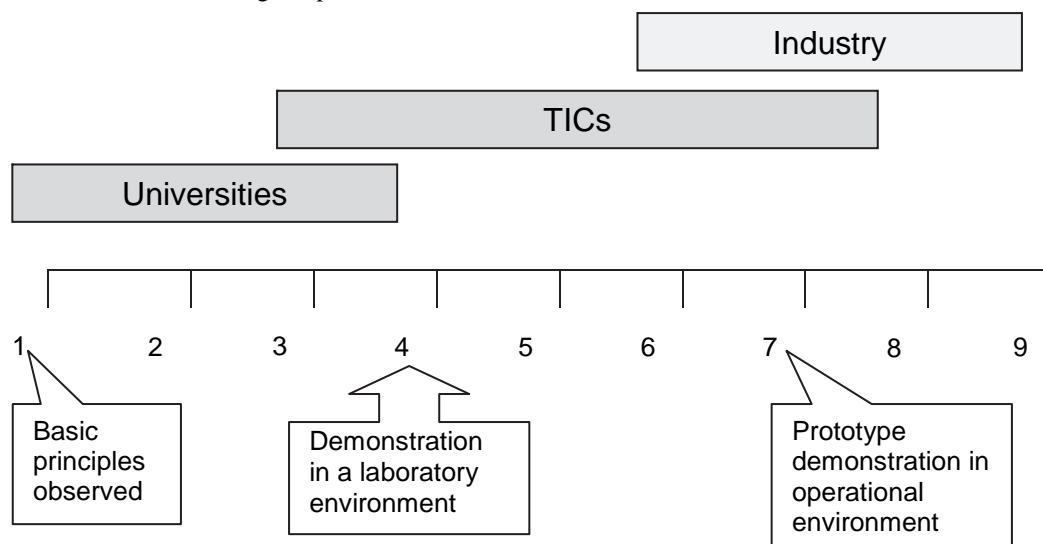 Industry
TICs
Universities
1 2 3 4 5 6 7 8 9
Basic
principles
observed
Demonstration
in a laboratory
environment
Prototype
demonstration in
operational
environment